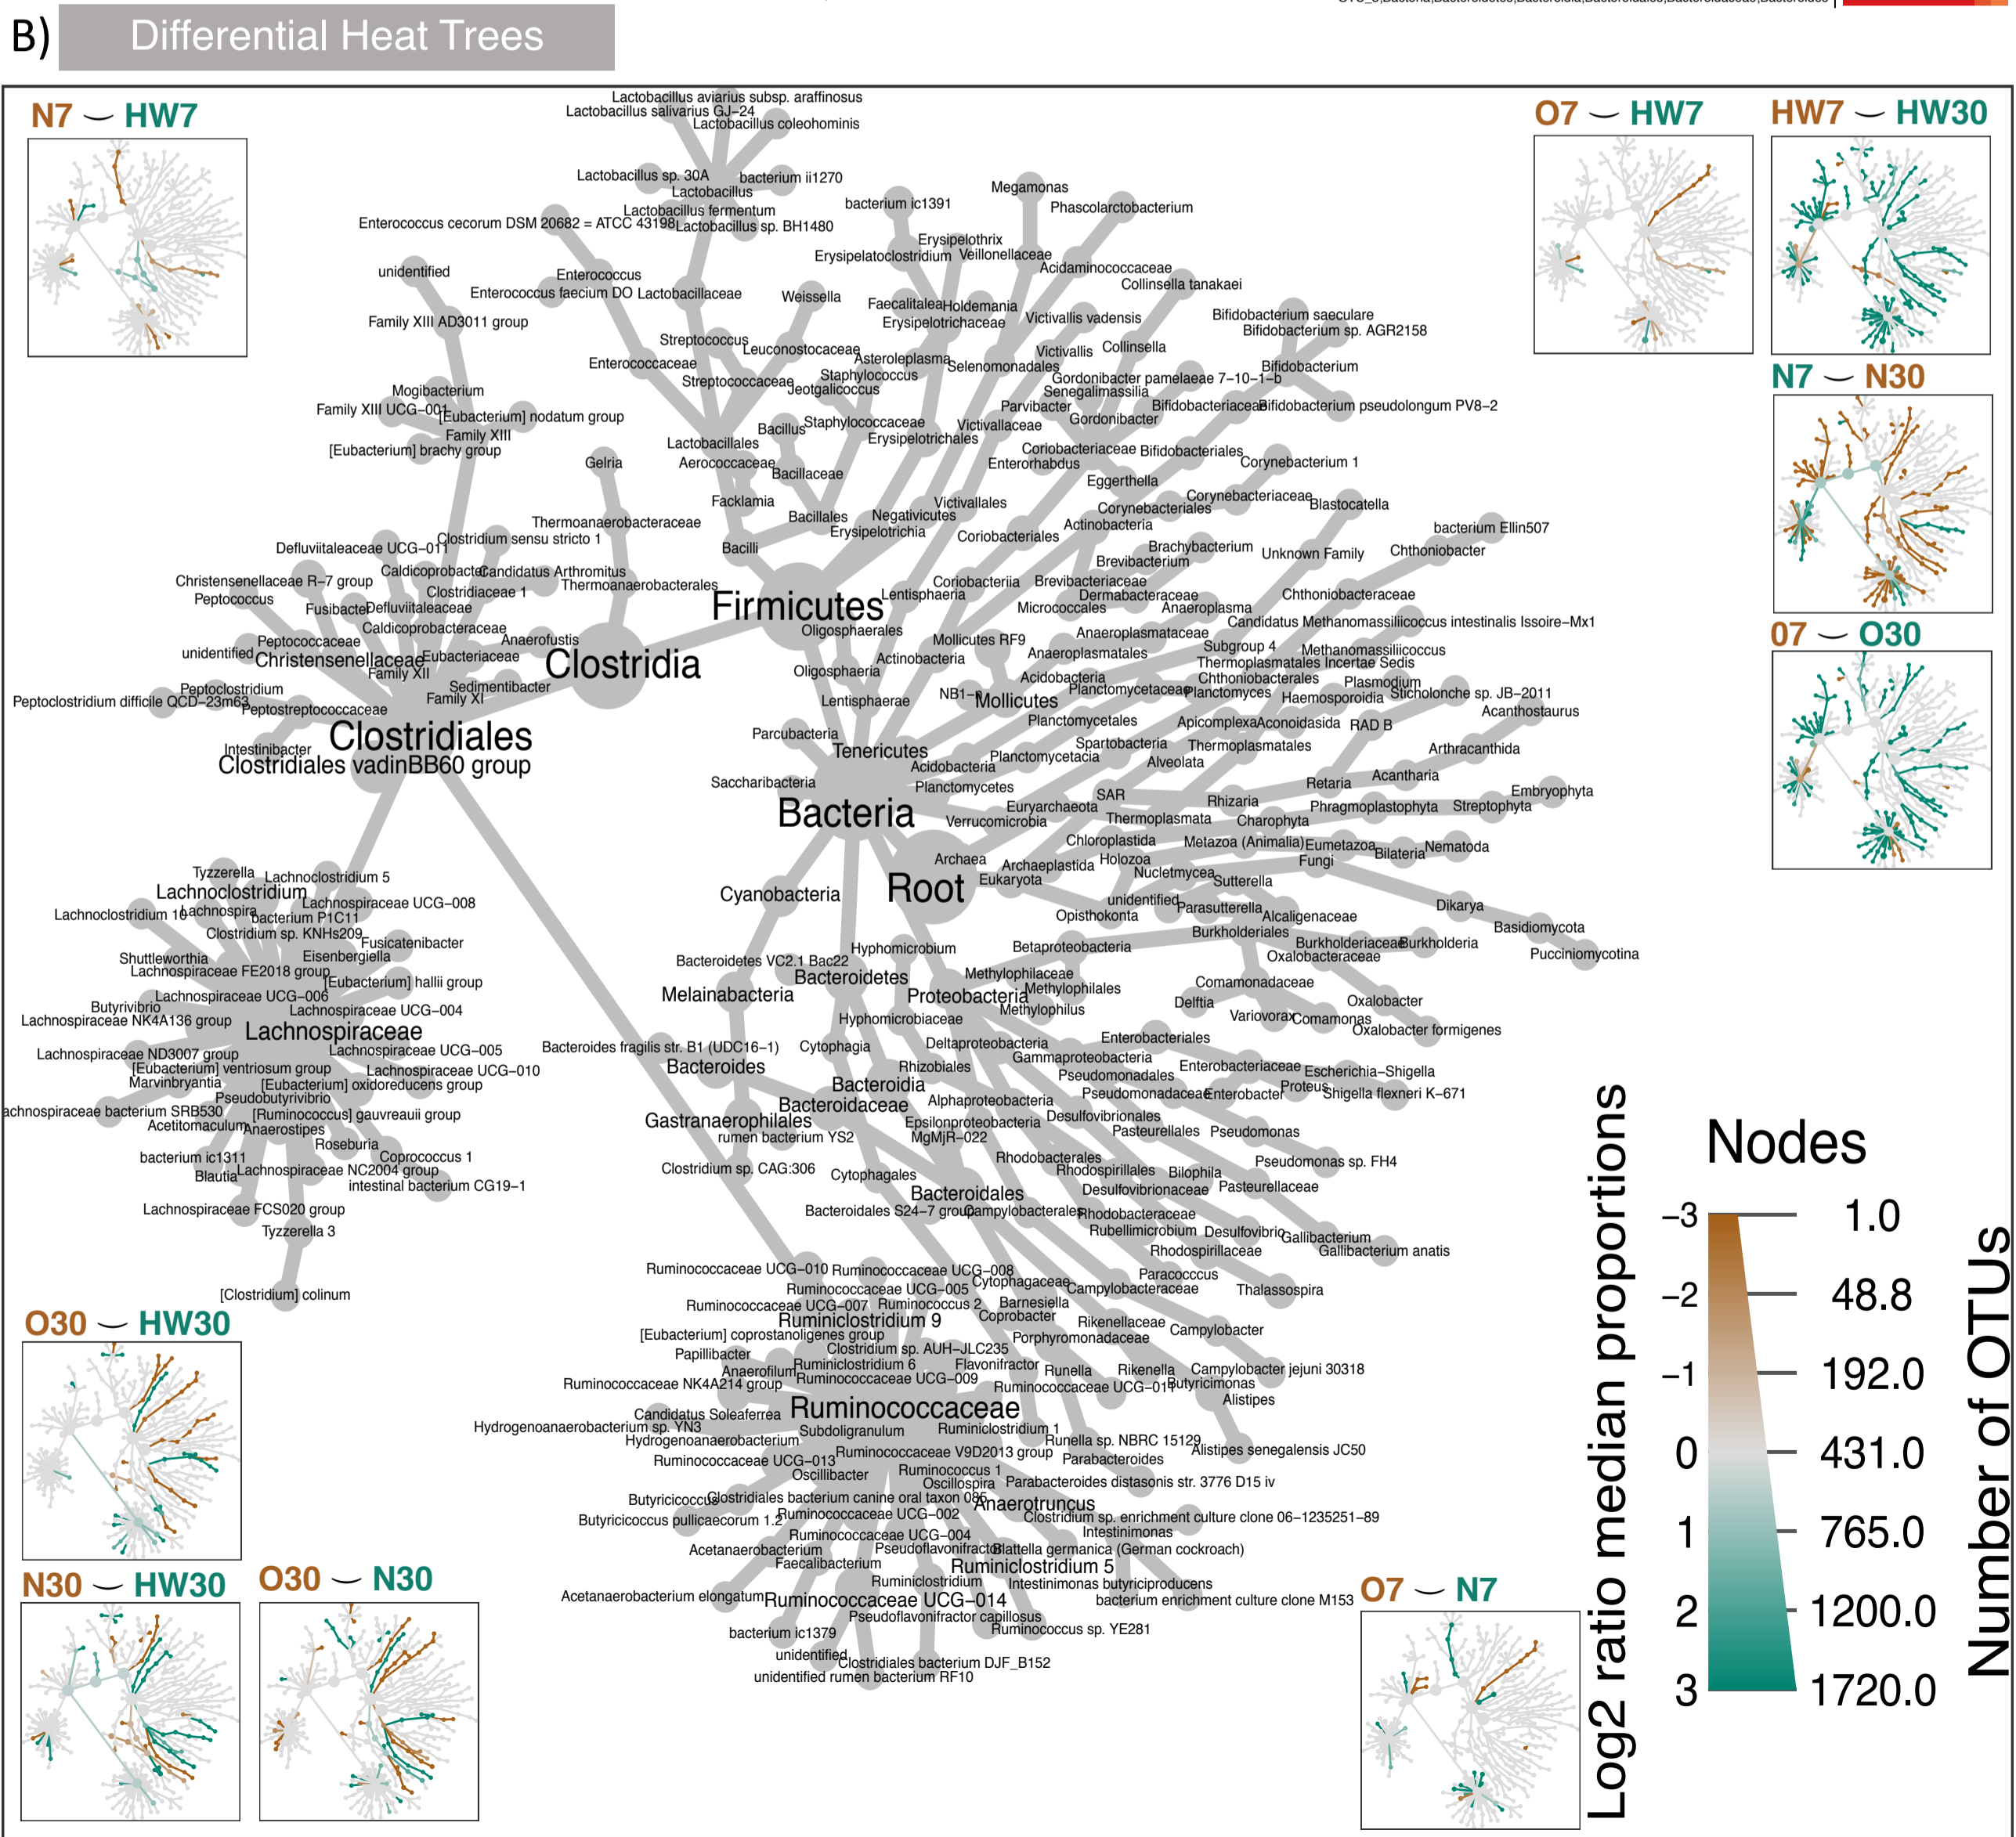 B)
Differential Heat Trees
N7 HW7
O7 HW7
HW7 HW30
N7 N30
07 O30
O30 HW30
N30 HW30
O30 N30
O7 N7
Lactobacillus aviarius subsp. araffinosus
Lactobacillus salivarius GJ-24
Lactobacillus coleohominis
Lactobacillus sp. 30A
bacterium ii1270
Lactobacillus
Lactobacillus fermentum
Enterococcus cecorum DSM 20682 = ATCC 43198
Lactobacillus sp. BH1480
bacterium ic1391
Megamonas
Phascolarctobacterium
Erysipelothrix
Erysipelatoclostridium
Veillonellaceae
Acidaminococcaceae
Collinsella tanakaei
unidentified
Enterococcus
Enterococcus faecium DO
Lactobacillaceae
Weissella
Faecalitalea
Holdemania
Erysipelotrichaceae
Victivallis vadensis
Bifidobacterium saeculare
Bifidobacterium sp. AGR2158
Family XIII AD3011 group
Streptococcus
Leuconostocaceae
Asteroleplasma
Selenomonadales
Victivallis
Collinsella
Enterococcaceae
Streptococcaceae
Staphylococcus
Jeotgalicoccus
Gordonibacter pamelaeae 7-10-1-b
Bifidobacterium
Senegalimassilia
Mogibacterium
Family XIII UCG-001
[Eubacterium] nodatum group
Family XIII
[Eubacterium] brachy group
Parvibacter
Bifidobacteriaceae
Bifidobacterium pseudolongum PV8-2
Gordonibacter
Bacillus
Staphylococcaceae
Victivallaceae
Erysipelotrichales
Lactobacillales
Coriobacteriaceae
Bifidobacteriales
Gelria
Aerococcaceae
Bacillaceae
Enterorhabdus
Corynebacterium 1
Eggerthella
Facklamia
Victivallales
Corynebacteriaceae
Blastocatella
Corynebacteriales
Thermoanaerobacteraceae
Bacillales
Negativicutes
Erysipelotrichia
Actinobacteria
bacterium Ellin507
Coriobacteriales
Defluviitaleaceae UCG-011
Clostridium sensu stricto 1
Bacilli
Brachybacterium
Unknown Family
Chthoniobacter
Brevibacterium
Caldicoprobacter
Candidatus Arthromitus
Christensenellaceae R-7 group
Thermoanaerobacterales
Coriobacteriia
Brevibacteriaceae
Peptococcus
Clostridiaceae 1
Lentisphaeria
Dermabacteraceae
Chthoniobacteraceae
Fusibacter
Defluviitaleaceae
Firmicutes
Micrococcales
Anaeroplasma
Caldicoprobacteraceae
Oligosphaerales
Candidatus Methanomassiliicoccus intestinalis Issoire-Mx1
Peptococcaceae
Anaerofustis
Mollicutes RF9
Anaeroplasmataceae
unidentified
Christensenellaceae
Eubacteriaceae
Clostridia
Actinobacteria
Anaeroplasmatales
Subgroup 4
Methanomassiliicoccus
Thermoplasmatales Incertae Sedis
Family XII
Oligosphaeria
Acidobacteria
Chthoniobacterales
Plasmodium
Peptoclostridium
Sedimentibacter
Planctomycetaceae
Planctomyces
Haemosporoidia
Sticholonche sp. JB-2011
Peptoclostridium difficile QCD-23m63
Family XI
Lentisphaerae
Mollicutes
Acanthostaurus
Peptostreptococcaceae
Planctomycetales
Apicomplexa
Aconoidasida
RAD B
Clostridiales
Parcubacteria
Intestinibacter
Tenericutes
Spartobacteria
Thermoplasmatales
Arthracanthida
Clostridiales vadinBB60 group
Acidobacteria
Planctomycetacia
Alveolata
Saccharibacteria
Planctomycetes
Retaria
Acantharia
Embryophyta
SAR
Rhizaria
Bacteria
Euryarchaeota
Phragmoplastophyta
Streptophyta
Verrucomicrobia
Thermoplasmata
Charophyta
Chloroplastida
Metazoa (Animalia)
Eumetazoa
Bilateria
Nematoda
Archaea
Archaeplastida
Holozoa
Fungi
Root
Eukaryota
Nucletmycea
Sutterella
Cyanobacteria
unidentified
Parasutterella
Dikarya
Opisthokonta
Alcaligenaceae
Basidiomycota
Burkholderiales
Tyzzerella
Lachnoclostridium 5
Lachnoclostridium
Lachnospiraceae UCG-008
Lachnoclostridium 10
Lachnospira
bacterium P1C11
Clostridium sp. KNHs209
Fusicatenibacter
Shuttleworthia
Eisenbergiella
Lachnospiraceae FE2018 group
[Eubacterium] hallii group
Lachnospiraceae UCG-006
Butyrivibrio
Lachnospiraceae UCG-004
Lachnospiraceae NK4A136 group
Lachnospiraceae
Lachnospiraceae ND3007 group
Lachnospiraceae UCG-005
[Eubacterium] ventriosum group
Lachnospiraceae UCG-010
Marvinbryantia
[Eubacterium] oxidoreducens group
Pseudobutyrivibrio
achnospiraceae bacterium SRB530
[Ruminococcus] gauvreauii group
Acetitomaculum
Anaerostipes
Roseburia
bacterium ic1311
Coprococcus 1
Blautia
Lachnospiraceae NC2004 group
intestinal bacterium CG19-1
Lachnospiraceae FCS020 group
Tyzzerella 3
[Clostridium] colinum
Hyphomicrobium
Betaproteobacteria
Burkholderiaceae
Burkholderia
Pucciniomycotina
Bacteroidetes VC2.1 Bac22
Oxalobacteraceae
Bacteroidetes
Methylophilaceae
Melainabacteria
Proteobacteria
Methylophilales
Comamonadaceae
Methylophilus
Delftia
Oxalobacter
Hyphomicrobiaceae
Variovorax
Comamonas
Oxalobacter formigenes
Bacteroides fragilis str. B1 (UDC16-1)
Cytophagia
Deltaproteobacteria
Enterobacteriales
Bacteroides
Rhizobiales
Gammaproteobacteria
Enterobacteriaceae
Escherichia-Shigella
Bacteroidia
Pseudomonadales
Proteus
Bacteroidaceae
Alphaproteobacteria
Pseudomonadaceae
Enterobacter
Shigella flexneri K-671
Gastranaerophilales
Epsilonproteobacteria
Desulfovibrionales
rumen bacterium YS2
MgMjR-022
Pasteurellales
Pseudomonas
Clostridium sp. CAG:306
Cytophagales
Rhodobacterales
Rhodospirillales
Bilophila
Pseudomonas sp. FH4
Bacteroidales
Desulfovibrionaceae
Pasteurellaceae
Bacteroidales S24-7 group
Campylobacterales
Rhodobacteraceae
Rubellimicrobium
Desulfovibrio
Gallibacterium
Rhodospirillaceae
Gallibacterium anatis
Ruminococcaceae UCG-010
Ruminococcaceae UCG-008
Cytophagaceae
Paracocccus
Ruminococcaceae UCG-005
Campylobacteraceae
Thalassospira
Ruminococcaceae UCG-007
Ruminococcus 2
Barnesiella
Ruminiclostridium 9
Coprobacter
Rikenellaceae
[Eubacterium] coprostanoligenes group
Porphyromonadaceae
Campylobacter
Papillibacter
Clostridium sp. AUH-JLC235
Anaerofilum
Ruminiclostridium 6
Flavonifractor
Runella
Rikenella
Campylobacter jejuni 30318
Ruminococcaceae NK4A214 group
Ruminococcaceae UCG-009
Ruminococcaceae UCG-011
Butyricimonas
Alistipes
Candidatus Soleaferrea
Ruminococcaceae
Hydrogenoanaerobacterium sp. YN3
Subdoligranulum
Ruminiclostridium 1
Hydrogenoanaerobacterium
Runella sp. NBRC 15129
Ruminococcaceae UCG-013
Ruminococcaceae V9D2013 group
Parabacteroides
Alistipes senegalensis JC50
Oscillibacter
Ruminococcus 1
Oscillospira
Parabacteroides distasonis str. 3776 D15 iv
Butyricicoccus
Clostridiales bacterium canine oral taxon 085
Anaerotruncus
Butyricicoccus pullicaecorum 1.2
Ruminococcaceae UCG-002
Clostridium sp. enrichment culture clone 06-1235251-89
Ruminococcaceae UCG-004
Intestinimonas
Acetanaerobacterium
Pseudoflavonifractor
Blattella germanica (German cockroach)
Faecalibacterium
Ruminiclostridium 5
Ruminiclostridium
Intestinimonas butyriciproducens
Acetanaerobacterium elongatum
Ruminococcaceae UCG-014
bacterium enrichment culture clone M153
Pseudoflavonifractor capillosus
bacterium ic1379
Ruminococcus sp. YE281
unidentified
Clostridiales bacterium DJF_B152
unidentified rumen bacterium RF10
Nodes
Log2 ratio median proportions
Number of OTUs
-3 1.0
-2 48.8
-1 192.0
0 431.0
1 765.0
2 1200.0
3 1720.0